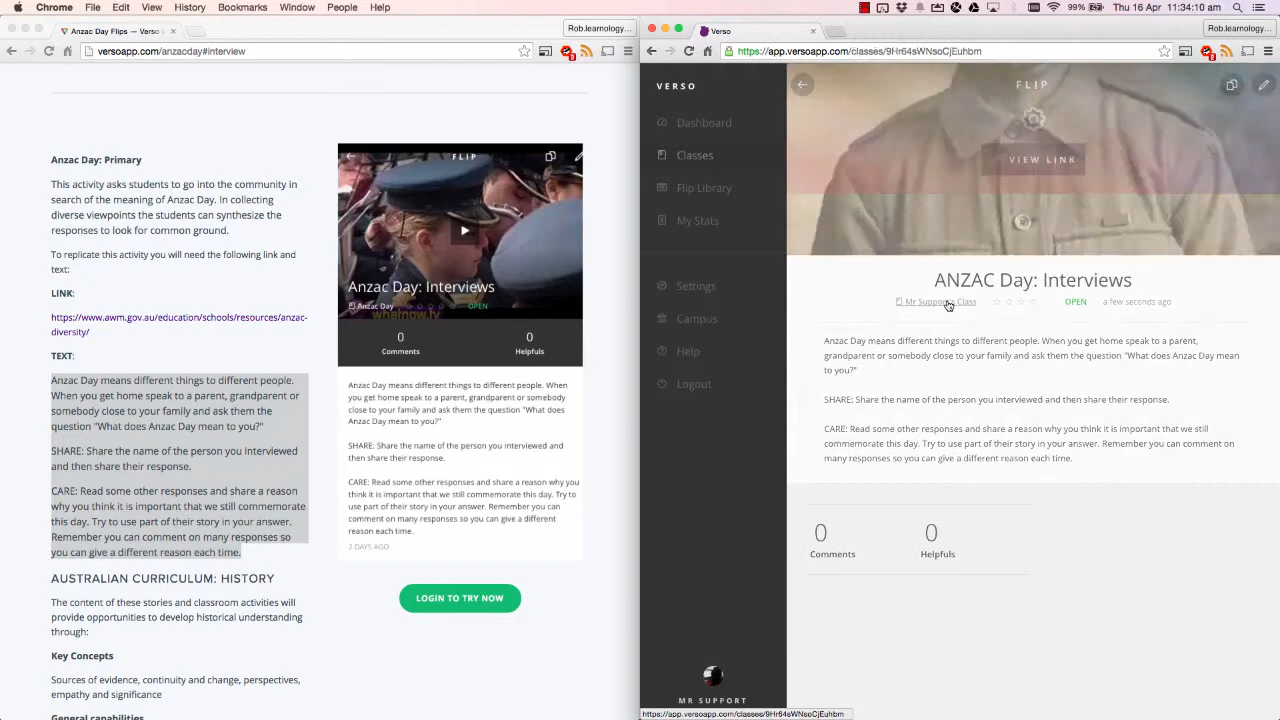 Chrome File Edit View History Bookmarks Window People Help
99% Thu 16 Apr 11:34:10 am
Anzac Day Flips — Verso L
Rob.learnology...
versoapp.com/anzacday#interview
Anzac Day: Primary
This activity asks students to go into the community in
search of the meaning of Anzac Day. In collecting
diverse viewpoints the students can synthesize the
responses to look for common ground.
To replicate this activity you will need the following link and
text:
LINK:
https://www.awm.gov.au/education/schools/resources/anzac-
diversity/
TEXT:
Anzac Day means different things to different people.
When you get home speak to a parent, grandparent or
somebody close to your family and ask them the
question "What does Anzac Day mean to you?"
SHARE: Share the name of the person you interviewed
and then share their response.
CARE: Read some other responses and share a reason
why you think it is important that we still commemorate
this day. Try to use part of their story in your answer.
Remember you can comment on many responses so
you can give a different reason each time.
AUSTRALIAN CURRICULUM: HISTORY
The content of these stories and classroom activities will
provide opportunities to develop historical understanding
through:
Key Concepts
Sources of evidence, continuity and change, perspectives,
empathy and significance
General capabilities
FLIP
Anzac Day: Interviews
Anzac Day OPEN
whatnow.tv
0 0
Comments Helpfuls
Anzac Day means different things to different people. When
you get home speak to a parent, grandparent or somebody
close to your family and ask them the question "What does
Anzac Day mean to you?"
SHARE: Share the name of the person you interviewed and
then share their response.
CARE: Read some other responses and share a reason why you
think it is important that we still commemorate this day. Try to
use part of their story in your answer. Remember you can
comment on many responses so you can give a different
reason each time.
2 DAYS AGO
LOGIN TO TRY NOW
Verso
Rob.learnology...
https://app.versoapp.com/classes/9Hr64sWNsoCjEuhbm
VERSO
Dashboard
Classes
Flip Library
My Stats
Settings
Campus
Help
Logout
MR SUPPORT
https://app.versoapp.com/classes/9Hr64sWNsoCjEuhbm
FLIP
VIEW LINK
ANZAC Day: Interviews
Mr Support's Class OPEN a few seconds ago
Anzac Day means different things to different people. When you get home speak to a parent,
grandparent or somebody close to your family and ask them the question "What does Anzac Day mean
to you?"
SHARE: Share the name of the person you interviewed and then share their response.
CARE: Read some other responses and share a reason why you think it is important that we still
commemorate this day. Try to use part of their story in your answer. Remember you can comment on
many responses so you can give a different reason each time.
0 0
Comments Helpfuls